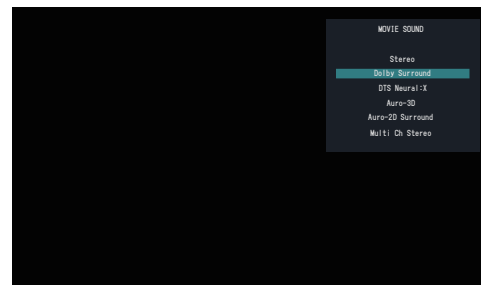 MOVIE SOUND
Stereo
Dolby Surround
DTS Neural:X
Auro-3D
Auro-2D Surround
Multi Ch Stereo